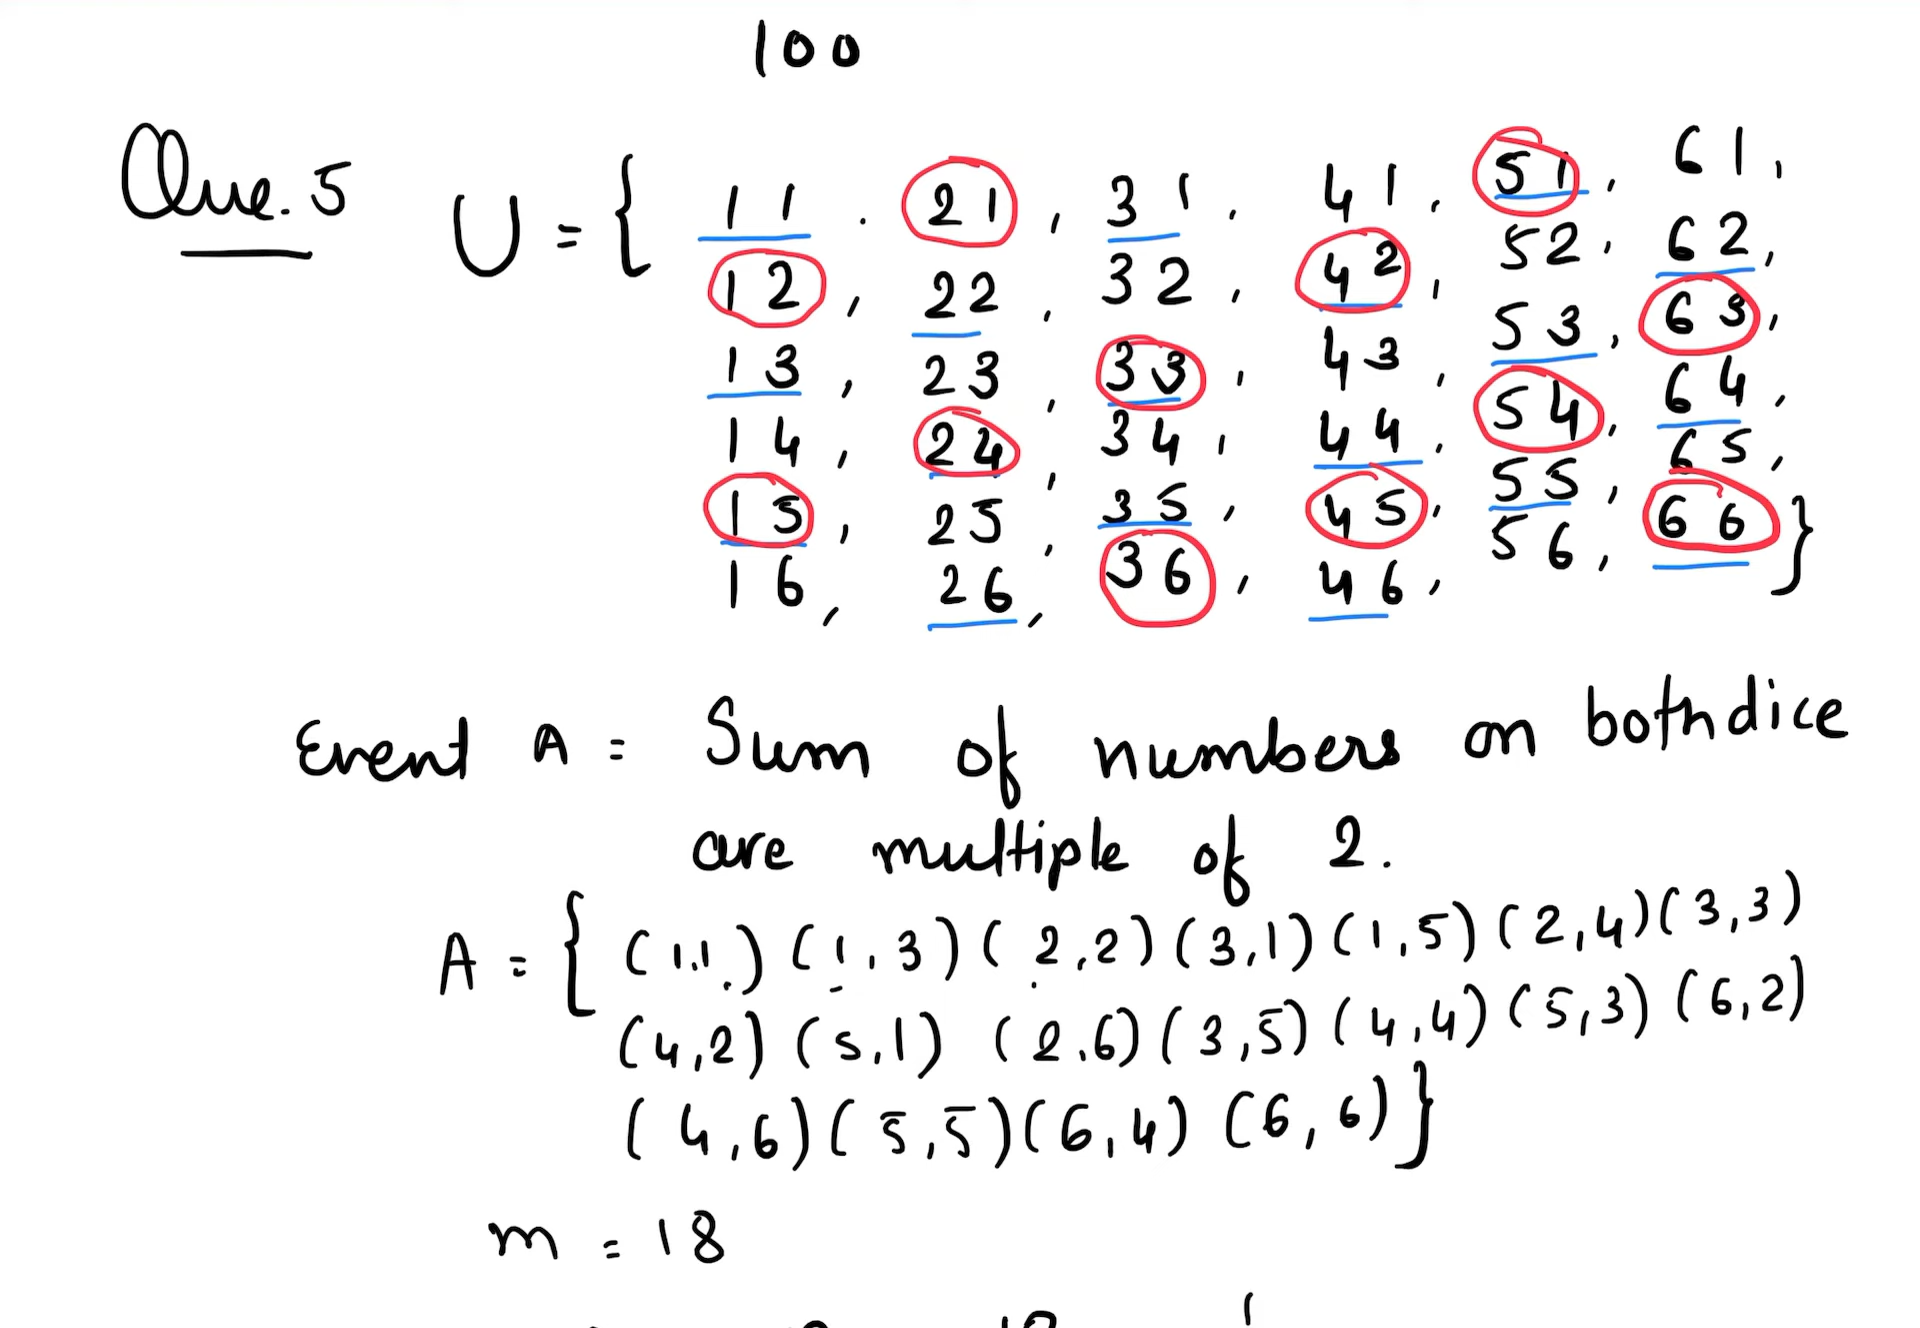 100
Que. 5 U = { 11 . 21 , 31 , 41 , 51 , 61 ,
12 , 22 , 32 , 42 , 52 , 62 ,
13 , 23 , 33 , 43 , 53 , 63 ,
14 , 24 , 34 , 44 , 54 , 64 ,
15 , 25 , 35 , 45 , 55 , 65 ,
16 , 26 , 36 , 46 , 56 , 66 }
Event A = Sum of numbers on both dice
are multiple of 2.
A = { (1,1) (1,3) (2,2) (3,1) (1,5) (2,4) (3,3)
(4,2) (5,1) (2,6) (3,5) (4,4) (5,3) (6,2)
(4,6) (5,5) (6,4) (6,6) }
m = 18